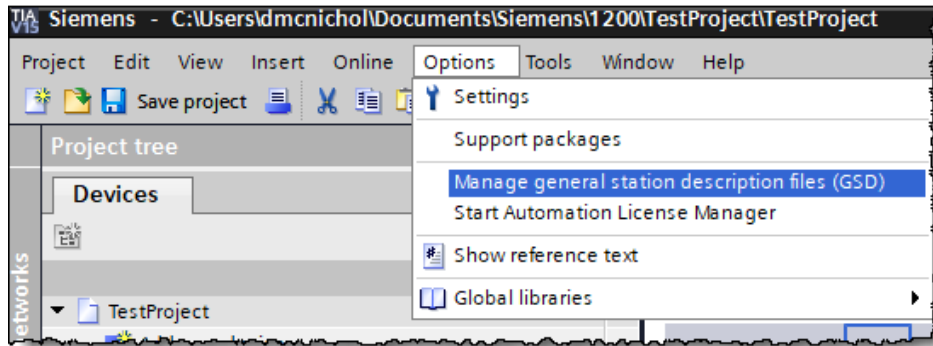 TIA V15 Siemens - C:\Users\dmcnichol\Documents\Siemens\1200\TestProject\TestProject
Project Edit View Insert Online Options Tools Window Help
Save project
Settings
Support packages
Manage general station description files (GSD)
Start Automation License Manager
Show reference text
Global libraries
Project tree
Devices
TestProject